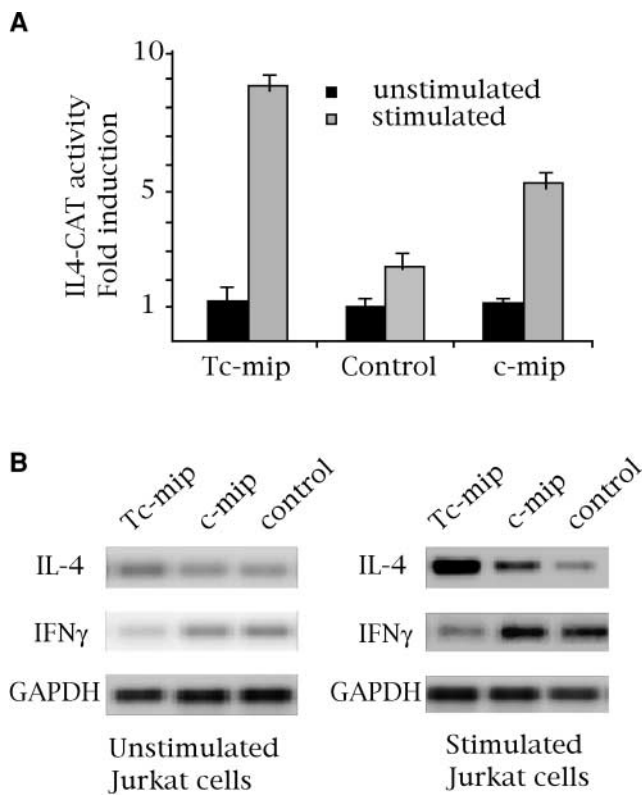 A
IL4-CAT activity
Fold induction
10
5
1
unstimulated
stimulated
Tc-mip Control c-mip
B
Tc-mip c-mip control
IL-4
IFNγ
GAPDH
Unstimulated
Jurkat cells
Tc-mip c-mip control
IL-4
IFNγ
GAPDH
Stimulated
Jurkat cells